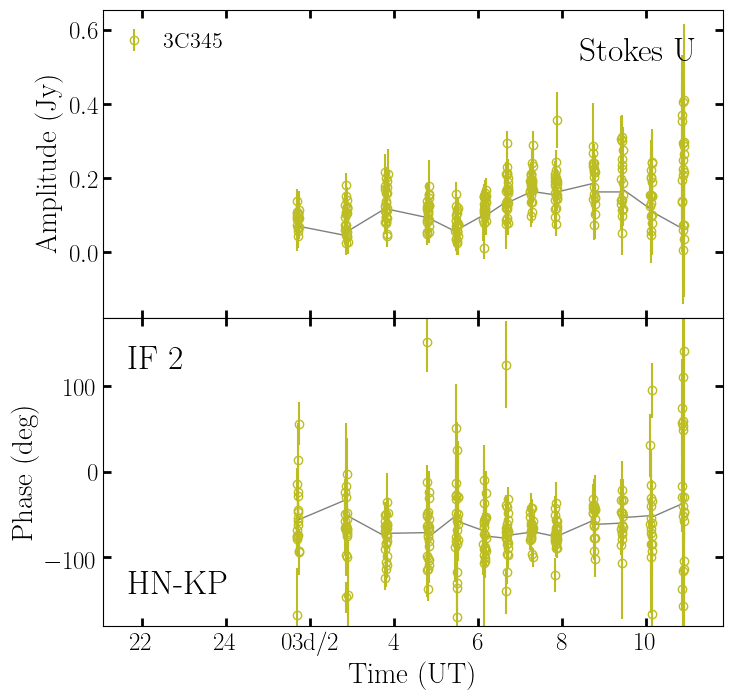 3C345
Stokes U
0.6
0.4
0.2
0.0
Amplitude (Jy)
IF 2
HN-KP
100
0
−100
Phase (deg)
22 24 03d/2 4 6 8 10
Time (UT)